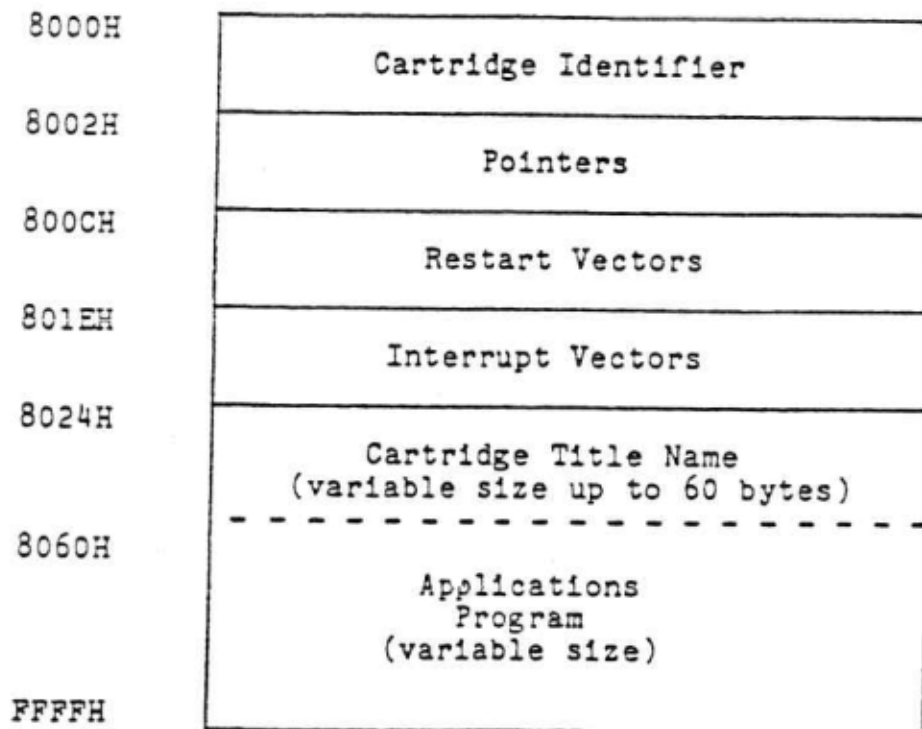 8000H
Cartridge Identifier
8002H
Pointers
800CH
Restart Vectors
801EH
Interrupt Vectors
8024H
Cartridge Title Name
(variable size up to 60 bytes)
8060H
Applications
Program
(variable size)
FFFFH